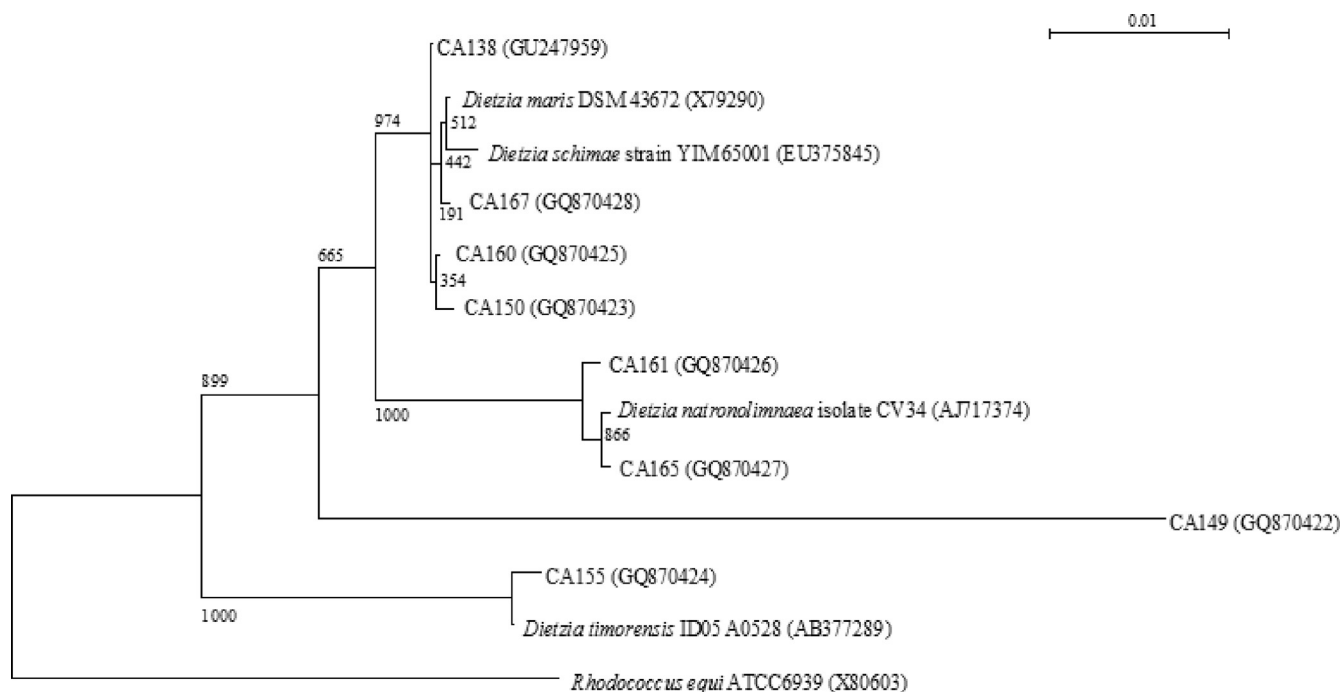 0.01
CA138 (GU247959)
Dietzia maris DSM 43672 (X79290)
974
512
Dietzia schimae strain YIM65001 (EU375845)
442
CA167 (GQ870428)
191
CA160 (GQ870425)
665
354
CA150 (GQ870423)
CA161 (GQ870426)
899
1000
Dietzia natronolimnaea isolate CV34 (AJ717374)
866
CA165 (GQ870427)
CA149 (GQ870422)
CA155 (GQ870424)
1000
Dietzia timorensis ID05 A0528 (AB377289)
Rhodococcus equi ATCC6939 (X80603)